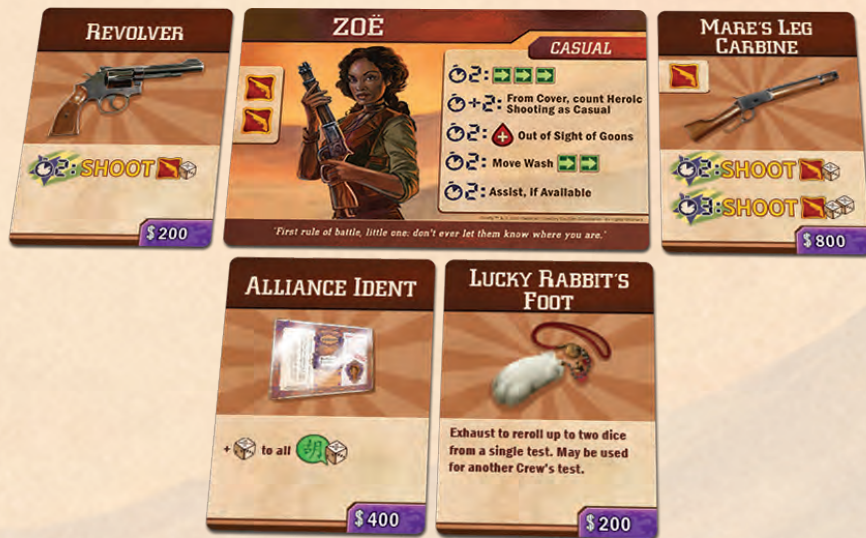 REVOLVER
2:SHOOT
$200
ZOË
CASUAL
2:
+2: From Cover, count Heroic
Shooting as Casual
2: Out of Sight of Goons
2: Move Wash
2: Assist, if Available
"First rule of battle, little one: don't ever let them know where you are."
MARE'S LEG
CARBINE
2:SHOOT
3:SHOOT
$800
ALLIANCE IDENT
+ to all 胡
$400
LUCKY RABBIT'S
FOOT
Exhaust to reroll up to two dice
from a single test. May be used
for another Crew's test.
$200